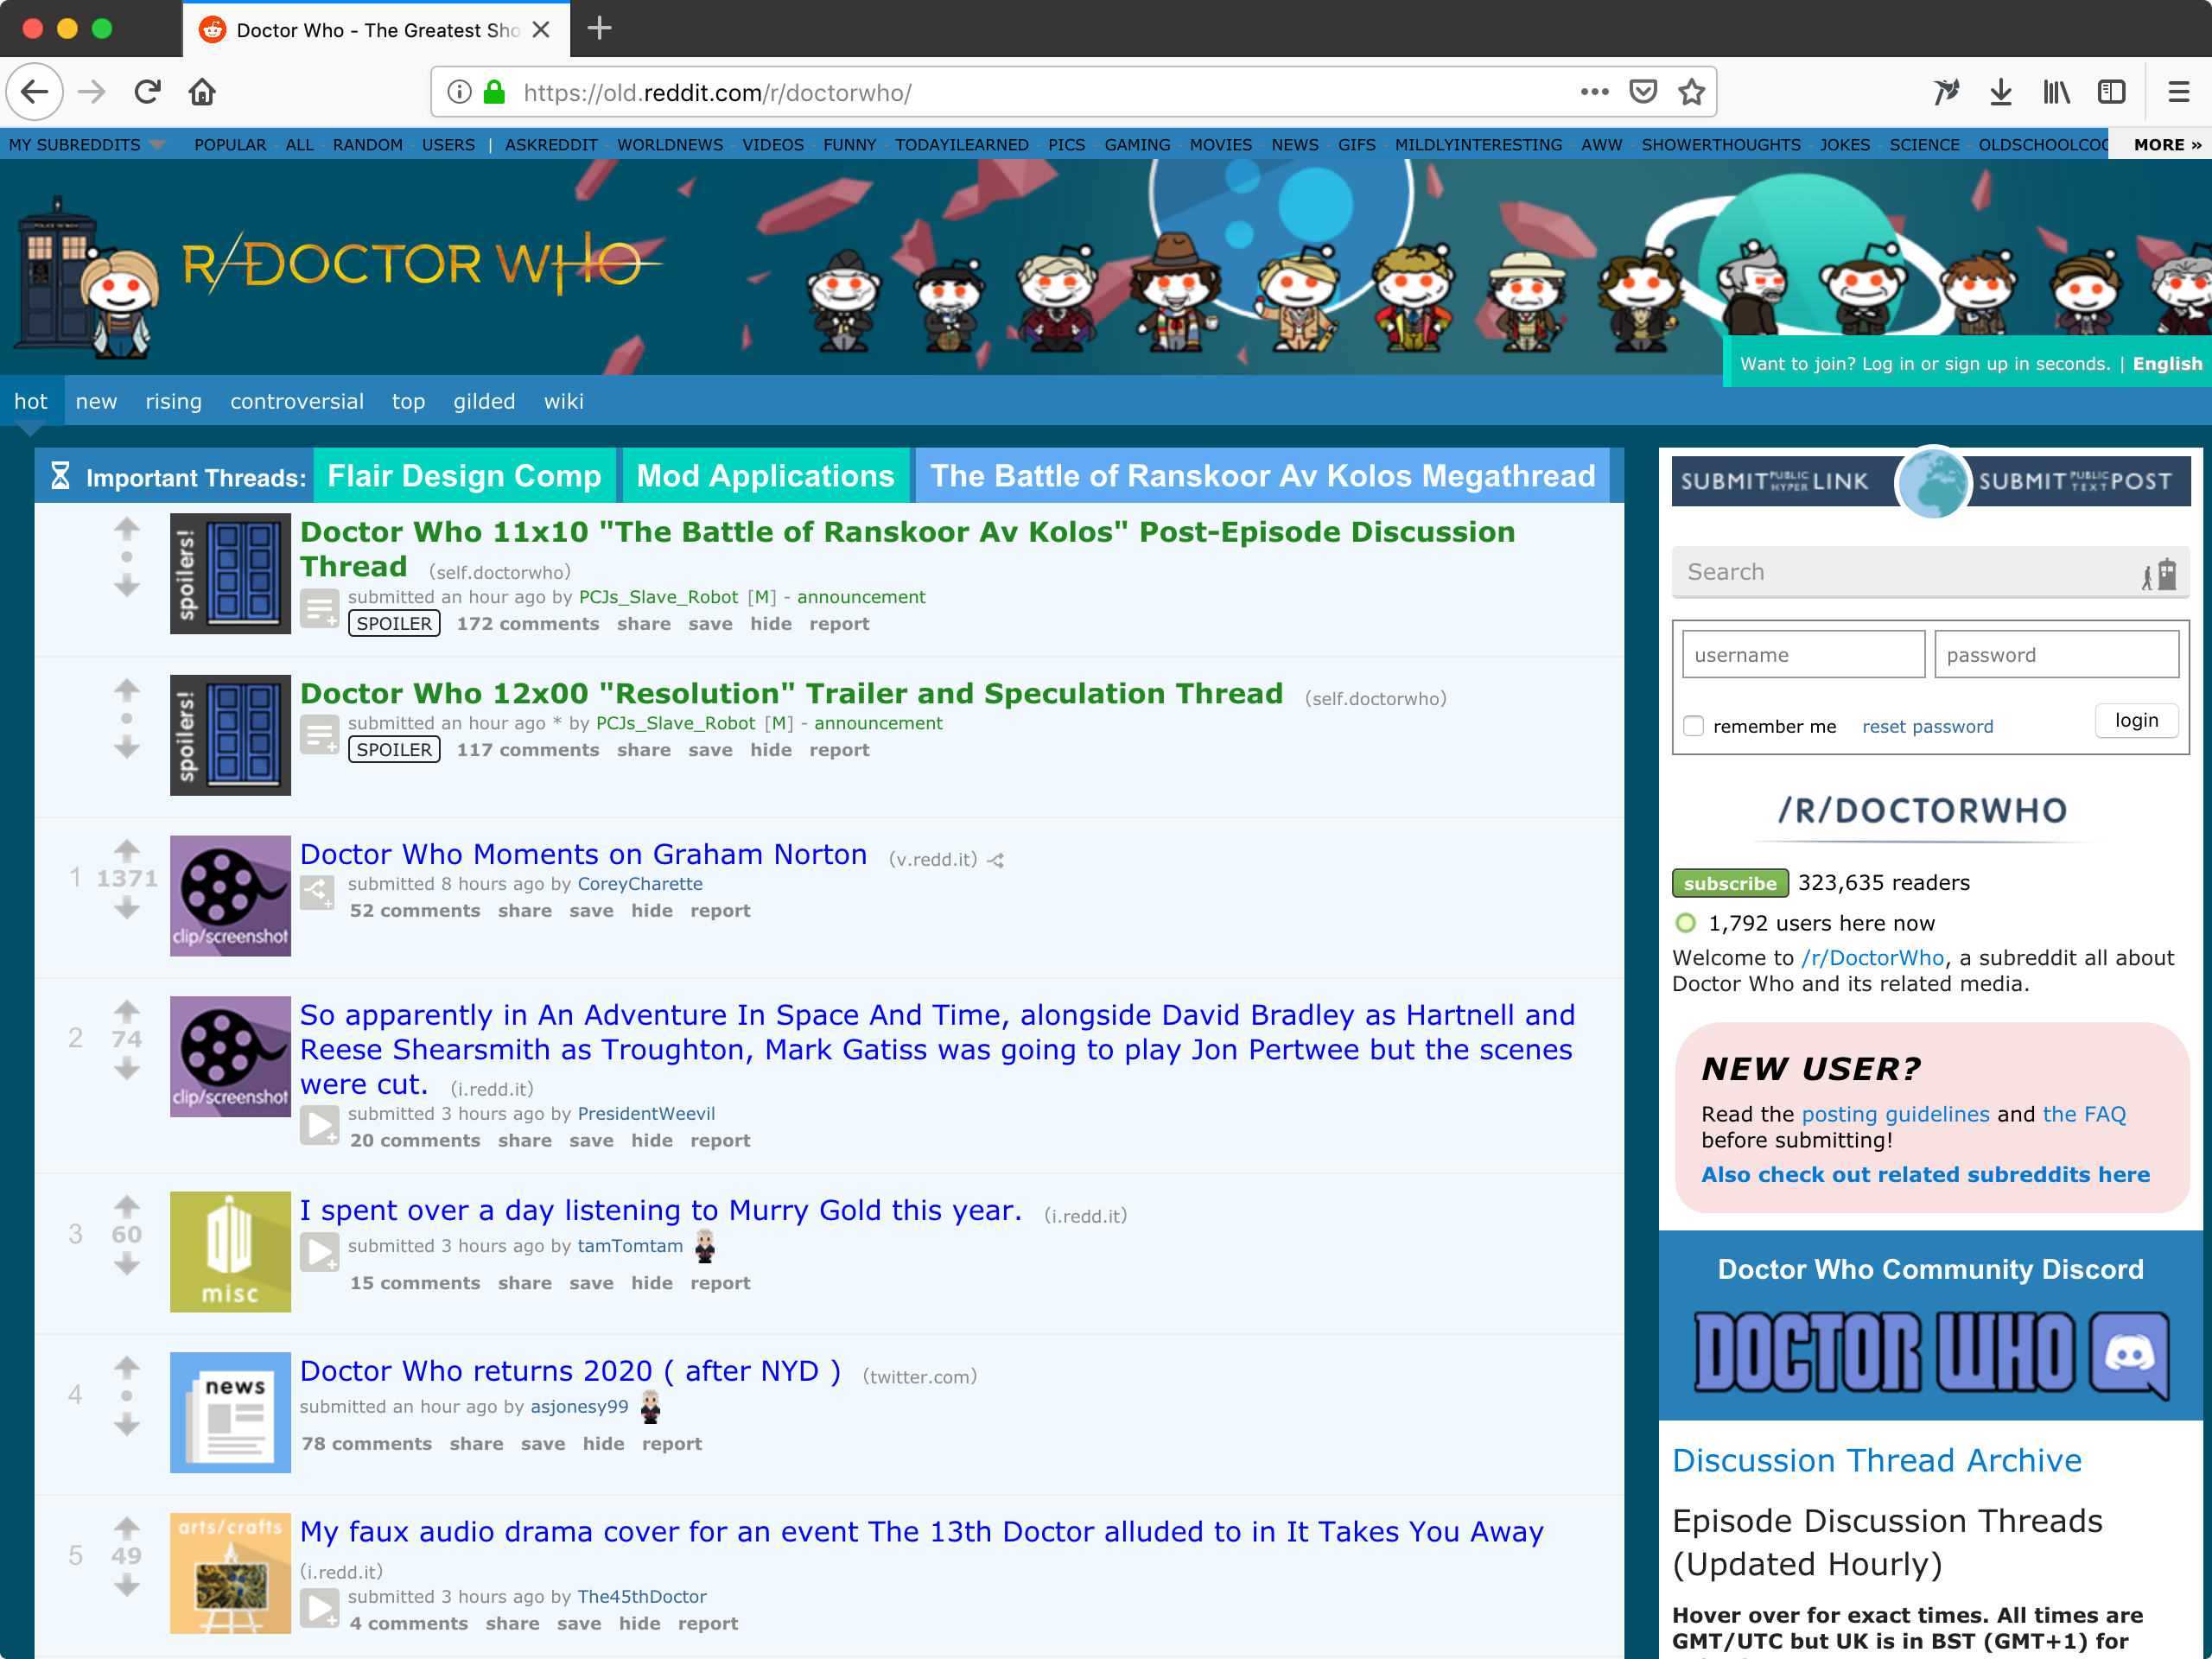 Doctor Who - The Greatest Sho
https://old.reddit.com/r/doctorwho/
MY SUBREDDITS POPULAR - ALL - RANDOM - USERS | ASKREDDIT - WORLDNEWS - VIDEOS - FUNNY - TODAYILEARNED - PICS - GAMING - MOVIES - NEWS - GIFS - MILDLYINTERESTING - AWW - SHOWERTHOUGHTS - JOKES - SCIENCE - OLDSCHOOLCOO MORE »
R/DOCTOR WHO
Want to join? Log in or sign up in seconds. | English
hot new rising controversial top gilded wiki
Important Threads: Flair Design Comp Mod Applications The Battle of Ranskoor Av Kolos Megathread
spoilers!
Doctor Who 11x10 "The Battle of Ranskoor Av Kolos" Post-Episode Discussion
Thread (self.doctorwho)
submitted an hour ago by PCJs_Slave_Robot [M] - announcement
SPOILER 172 comments share save hide report
spoilers!
Doctor Who 12x00 "Resolution" Trailer and Speculation Thread (self.doctorwho)
submitted an hour ago * by PCJs_Slave_Robot [M] - announcement
SPOILER 117 comments share save hide report
1 1371
clip/screenshot
Doctor Who Moments on Graham Norton (v.redd.it)
submitted 8 hours ago by CoreyCharette
52 comments share save hide report
2 74
clip/screenshot
So apparently in An Adventure In Space And Time, alongside David Bradley as Hartnell and
Reese Shearsmith as Troughton, Mark Gatiss was going to play Jon Pertwee but the scenes
were cut. (i.redd.it)
submitted 3 hours ago by PresidentWeevil
20 comments share save hide report
3 60
misc
I spent over a day listening to Murry Gold this year. (i.redd.it)
submitted 3 hours ago by tamTomtam
15 comments share save hide report
4
news
Doctor Who returns 2020 ( after NYD ) (twitter.com)
submitted an hour ago by asjonesy99
78 comments share save hide report
5 49
arts/crafts
My faux audio drama cover for an event The 13th Doctor alluded to in It Takes You Away
(i.redd.it)
submitted 3 hours ago by The45thDoctor
4 comments share save hide report
SUBMIT PUBLIC HYPER LINK SUBMIT PUBLIC TEXT POST
Search
username password
remember me reset password login
/R/DOCTORWHO
subscribe 323,635 readers
1,792 users here now
Welcome to /r/DoctorWho, a subreddit all about
Doctor Who and its related media.
NEW USER?
Read the posting guidelines and the FAQ
before submitting!
Also check out related subreddits here
Doctor Who Community Discord
DOCTOR WHO
Discussion Thread Archive
Episode Discussion Threads
(Updated Hourly)
Hover over for exact times. All times are
GMT/UTC but UK is in BST (GMT+1) for